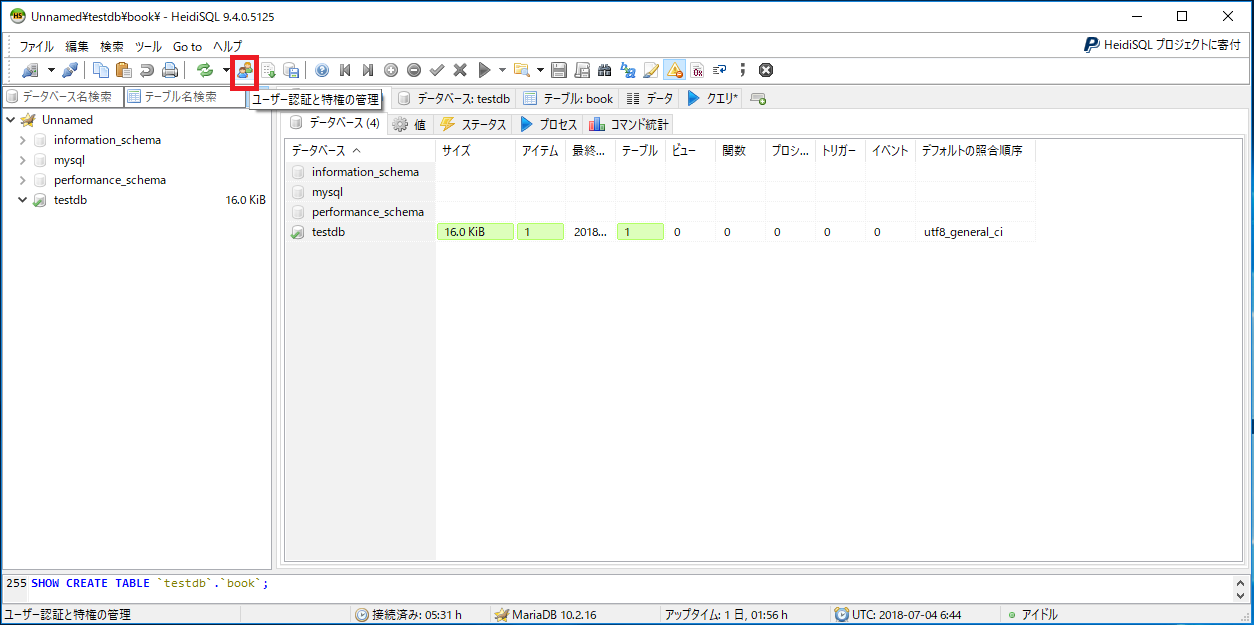 Unnamed¥testdb¥book¥ - HeidiSQL 9.4.0.5125
ファイル 編集 検索 ツール Go to ヘルプ HeidiSQL プロジェクトに寄付
データベース名検索 テーブル名検索 ユーザー認証と特権の管理 データベース: testdb テーブル: book データ クエリ*
Unnamed データベース (4) 値 ステータス プロセス コマンド統計
information_schema
mysql
performance_schema
testdb 16.0 KiB
データベース サイズ アイテム 最終... テーブル ビュー 関数 プロシ... トリガー イベント デフォルトの照合順序
information_schema
mysql
performance_schema
testdb 16.0 KiB 1 2018... 1 0 0 0 0 0 utf8_general_ci
255 SHOW CREATE TABLE `testdb`.`book`;
ユーザー認証と特権の管理 接続済み: 05:31 h MariaDB 10.2.16 アップタイム: 1 日, 01:56 h UTC: 2018-07-04 6:44 アイドル